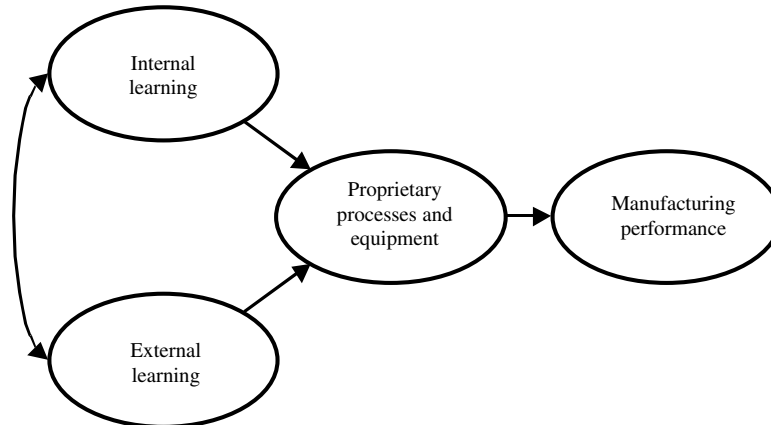 Internal
learning
Proprietary
processes and
equipment
Manufacturing
performance
External
learning